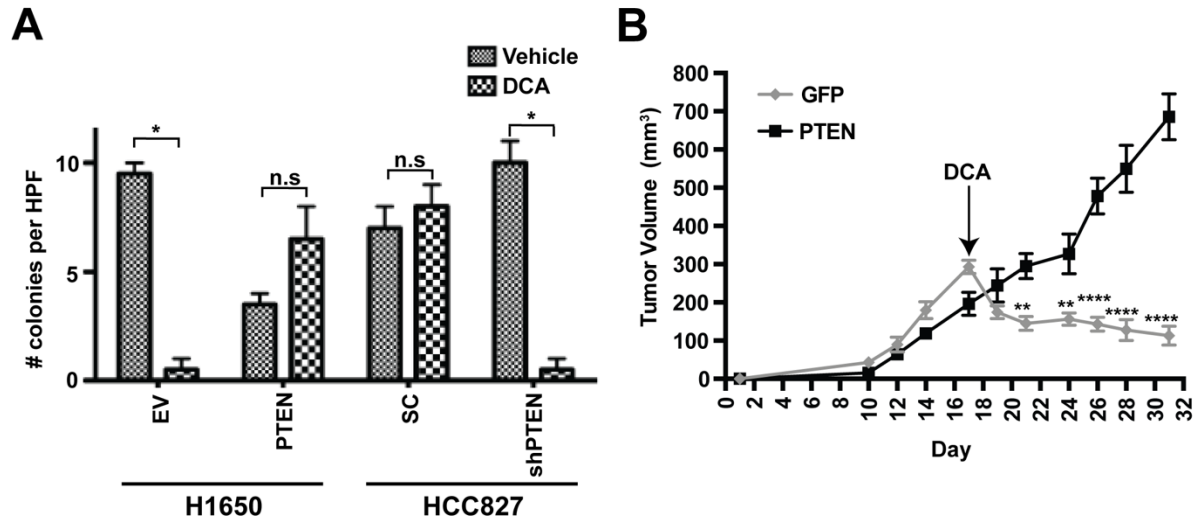 A
Vehicle
DCA
# colonies per HPF
10
5
0
*
n.s
n.s
*
EV
PTEN
SC
shPTEN
H1650
HCC827
B
GFP
PTEN
DCA
Tumor Volume (mm³)
800
700
600
500
400
300
200
100
0
** ** **** **** ****
0 2 4 6 8 10 12 14 16 18 20 22 24 26 28 30 32
Day